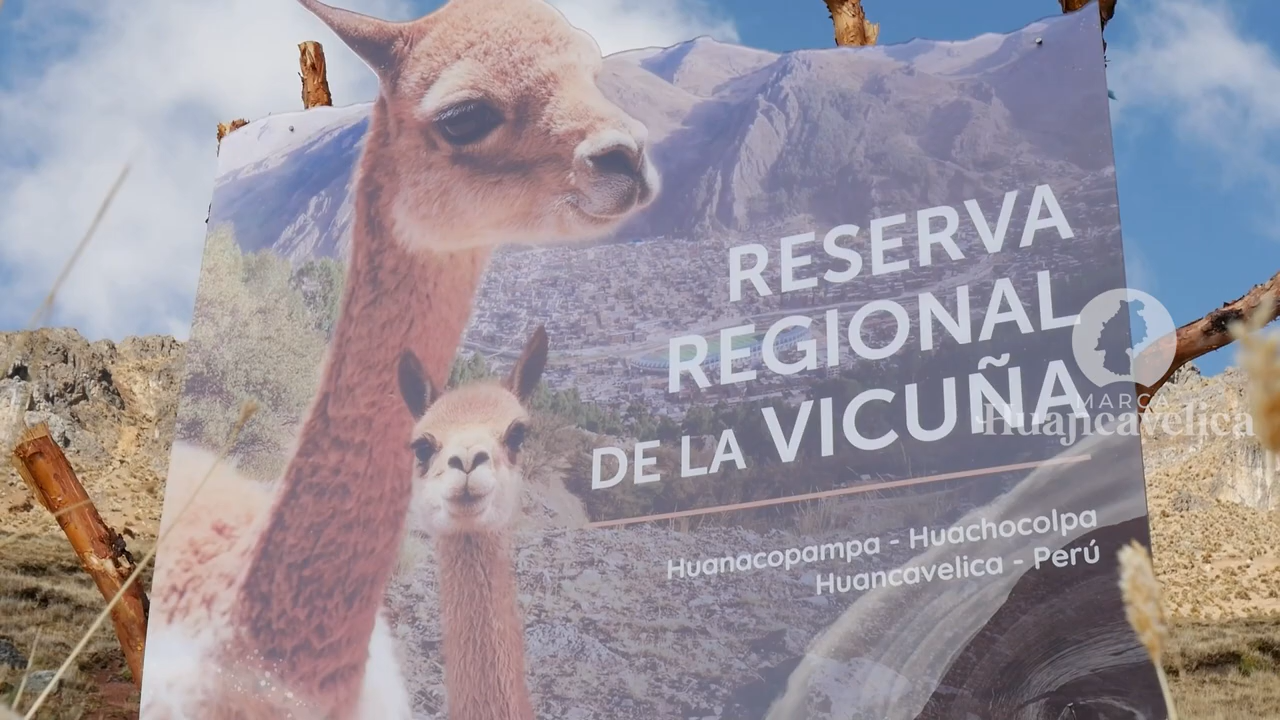 RESERVA
REGIONAL
DE LA VICUÑA
MARCA
Huancavelica
Huanacopampa - Huachocolpa
Huancavelica - Perú